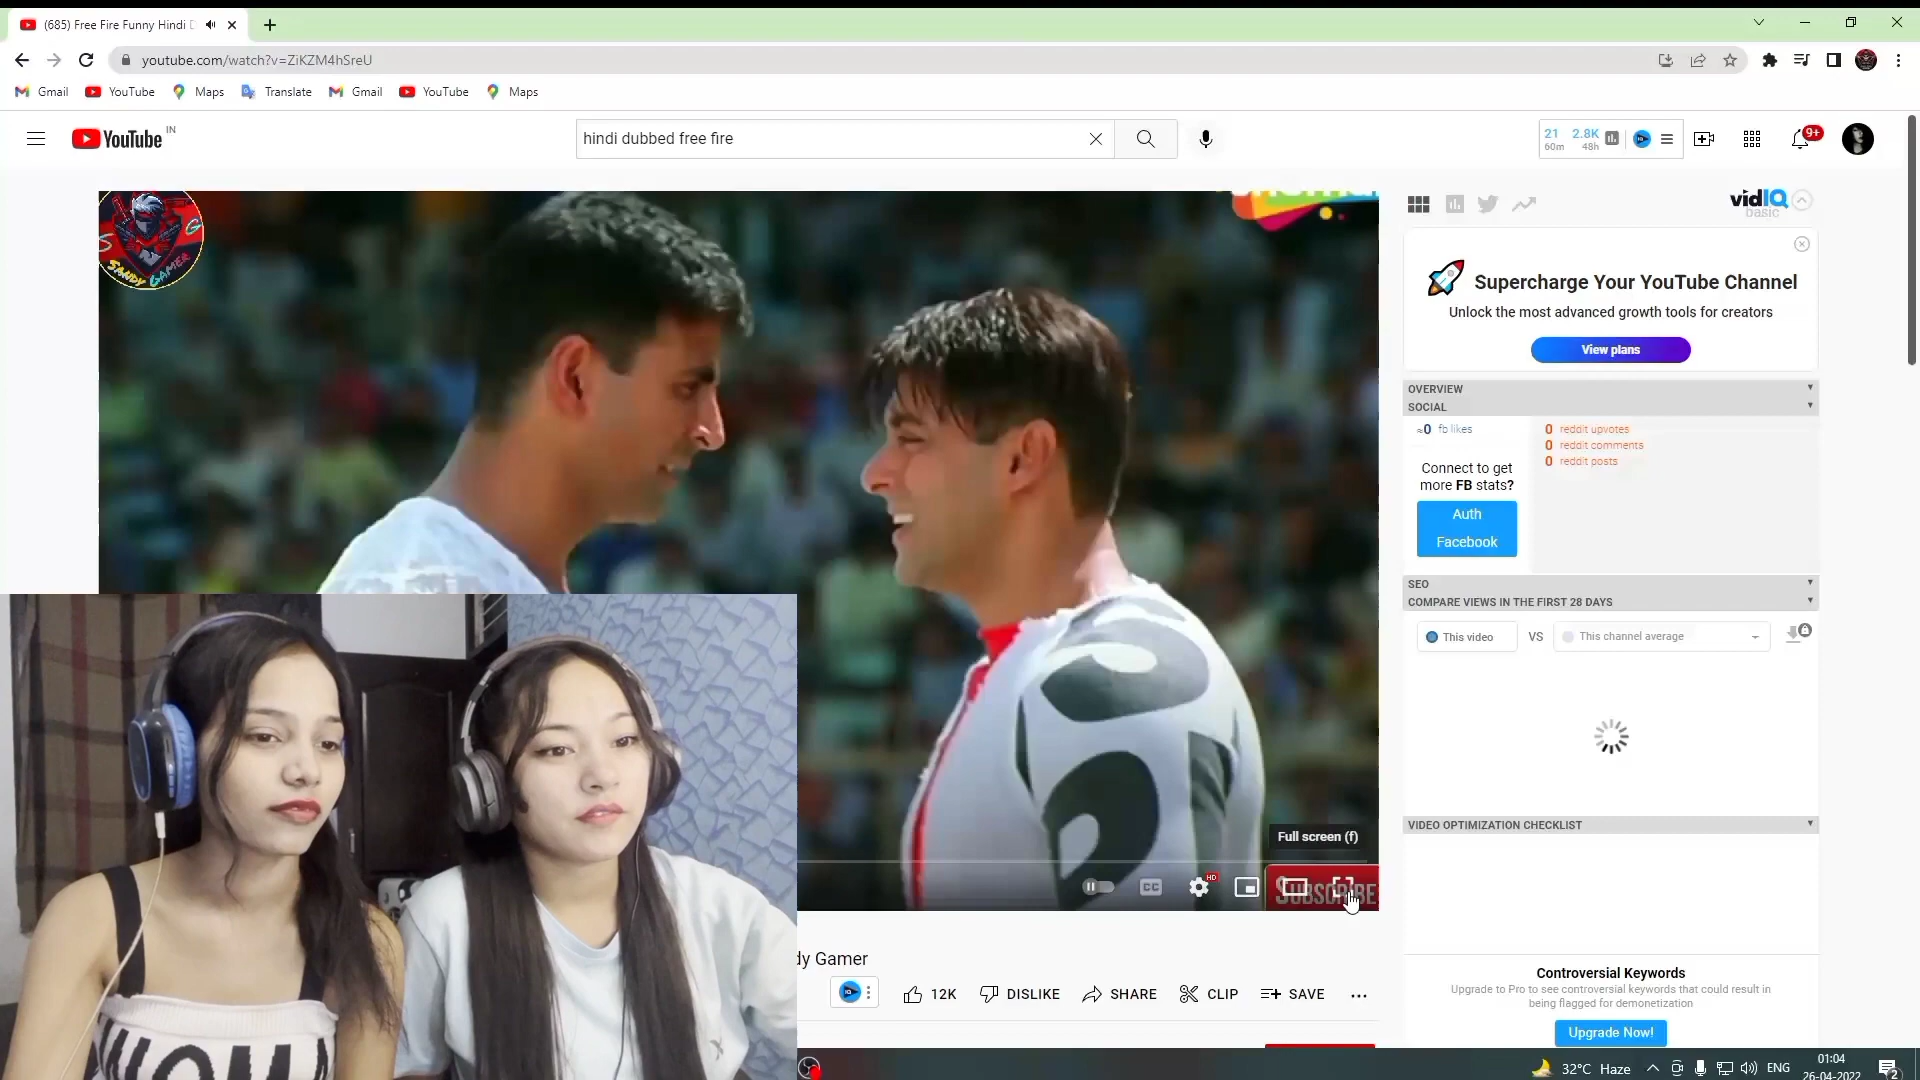 (685) Free Fire Funny Hindi D
youtube.com/watch?v=ZiKZM4hSreU
Gmail
YouTube
Maps
Translate
Gmail
YouTube
Maps
YouTube IN
hindi dubbed free fire
21 2.8K
60m 48h
9+
S G
SANDY GAMER
vidIQ
basic
Supercharge Your YouTube Channel
Unlock the most advanced growth tools for creators
View plans
OVERVIEW
SOCIAL
≈0 fb likes
0 reddit upvotes
0 reddit comments
0 reddit posts
Connect to get
more FB stats?
Auth
Facebook
SEO
COMPARE VIEWS IN THE FIRST 28 DAYS
This video VS This channel average
VIDEO OPTIMIZATION CHECKLIST
Full screen (f)
CC
HD
SUBSCRIBE
dy Gamer
12K DISLIKE SHARE CLIP SAVE
Controversial Keywords
Upgrade to Pro to see controversial keywords that could result in
being flagged for demonetization
Upgrade Now!
32°C Haze
ENG
01:04
26-04-2022
2